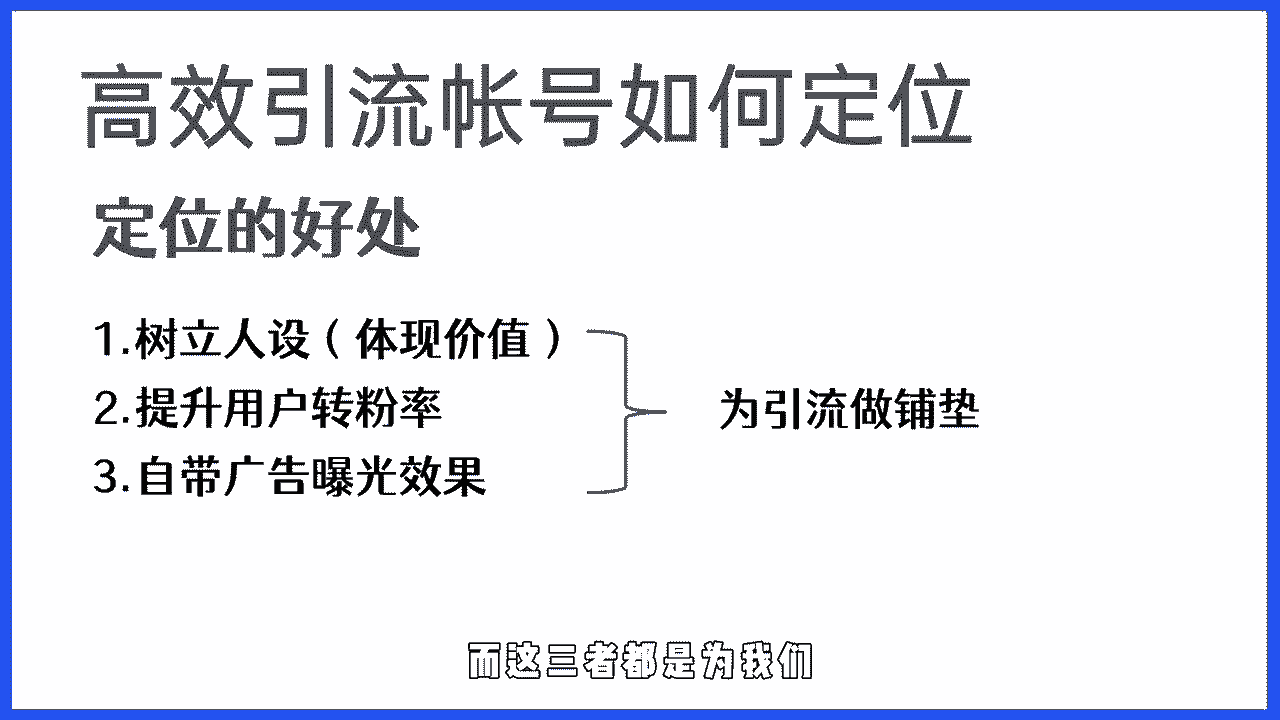 高效引流帐号如何定位
定位的好处
1.树立人设（体现价值）
2.提升用户转粉率
3.自带广告曝光效果
为引流做铺垫
而这三者都是为我们